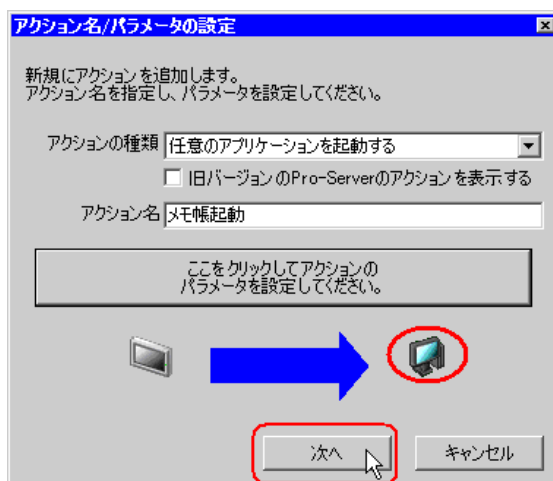 アクション名/パラメータの設定
新規にアクションを追加します。
アクション名を指定し、パラメータを設定してください。
アクションの種類 任意のアプリケーションを起動する
旧バージョンのPro-Serverのアクションを表示する
アクション名 メモ帳起動
ここをクリックしてアクションの
パラメータを設定してください。
次へ キャンセル